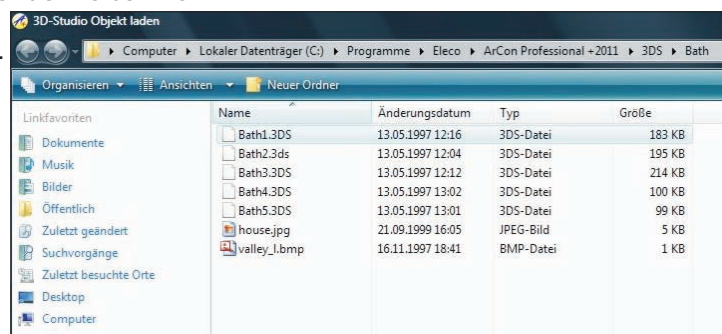 3D-Studio Objekt laden
Computer Lokaler Datenträger (C:) Programme Eleco ArCon Professional +2011 3DS Bath
Organisieren Ansichten Neuer Ordner
Linkfavoriten
Dokumente
Musik
Bilder
Öffentlich
Zuletzt geändert
Suchvorgänge
Zuletzt besuchte Orte
Desktop
Computer
Name Änderungsdatum Typ Größe
Bath1.3DS 13.05.1997 12:16 3DS-Datei 183 KB
Bath2.3ds 13.05.1997 12:04 3DS-Datei 195 KB
Bath3.3DS 13.05.1997 12:12 3DS-Datei 214 KB
Bath4.3DS 13.05.1997 13:02 3DS-Datei 100 KB
Bath5.3DS 13.05.1997 13:01 3DS-Datei 99 KB
house.jpg 21.09.1999 16:05 JPEG-Bild 5 KB
valley_l.bmp 16.11.1997 18:41 BMP-Datei 1 KB